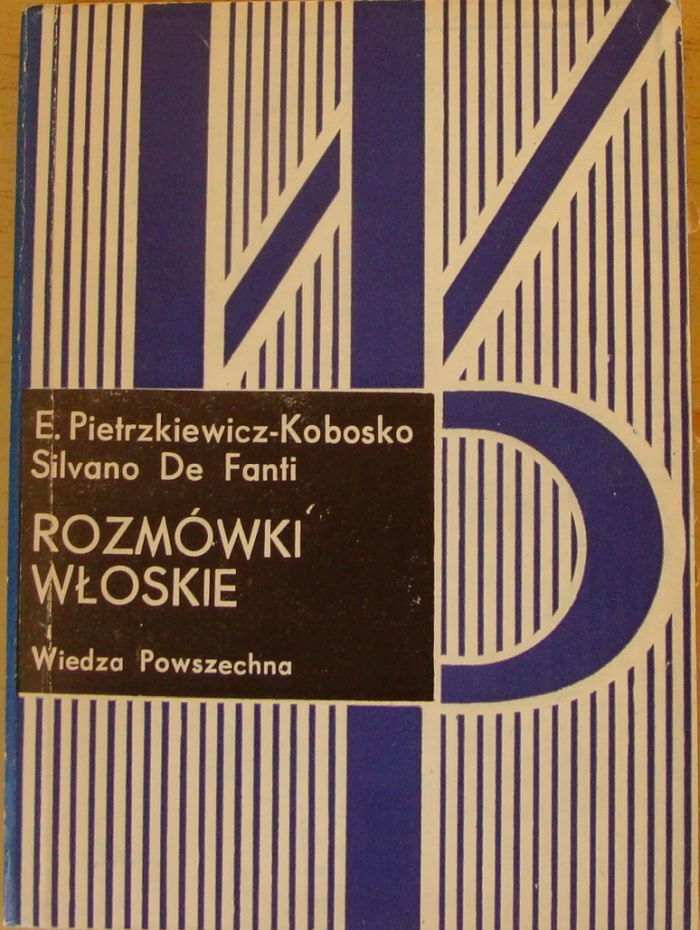 E. Pietrzkiewicz-Kobosko
Silvano De Fanti
ROZMÓWKI
WŁOSKIE
Wiedza Powszechna